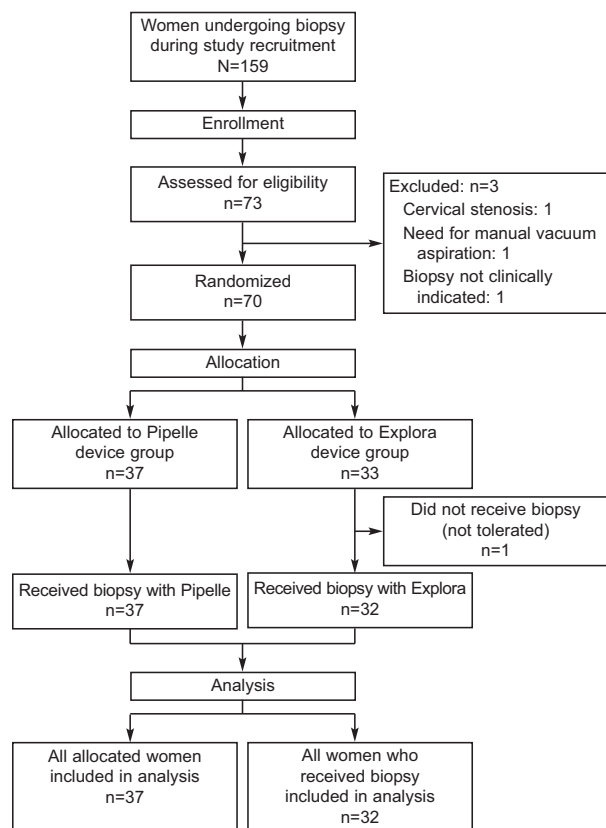 Women undergoing biopsy
during study recruitment
N=159
Enrollment
Assessed for eligibility
n=73
Excluded: n=3
Cervical stenosis: 1
Need for manual vacuum
aspiration: 1
Biopsy not clinically
indicated: 1
Randomized
n=70
Allocation
Allocated to Pipelle
device group
n=37
Allocated to Explora
device group
n=33
Did not receive biopsy
(not tolerated)
n=1
Received biopsy with Pipelle
n=37
Received biopsy with Explora
n=32
Analysis
All allocated women
included in analysis
n=37
All women who
received biopsy
included in analysis
n=32